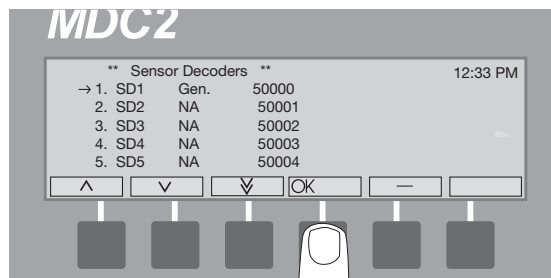 MDC2
** Sensor Decoders ** 12:33 PM
→ 1. SD1 Gen. 50000
2. SD2 NA 50001
3. SD3 NA 50002
4. SD4 NA 50003
5. SD5 NA 50004
OK —